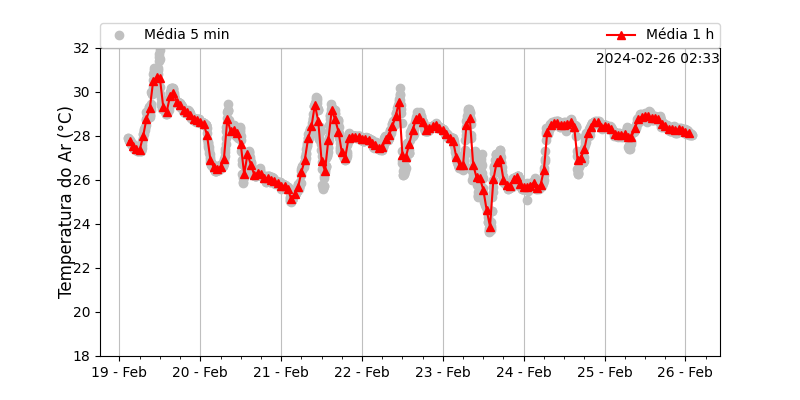 Média 5 min
Média 1 h
2024-02-26 02:33
Temperatura do Ar (°C)
32
30
28
26
24
22
20
18
19 - Feb
20 - Feb
21 - Feb
22 - Feb
23 - Feb
24 - Feb
25 - Feb
26 - Feb